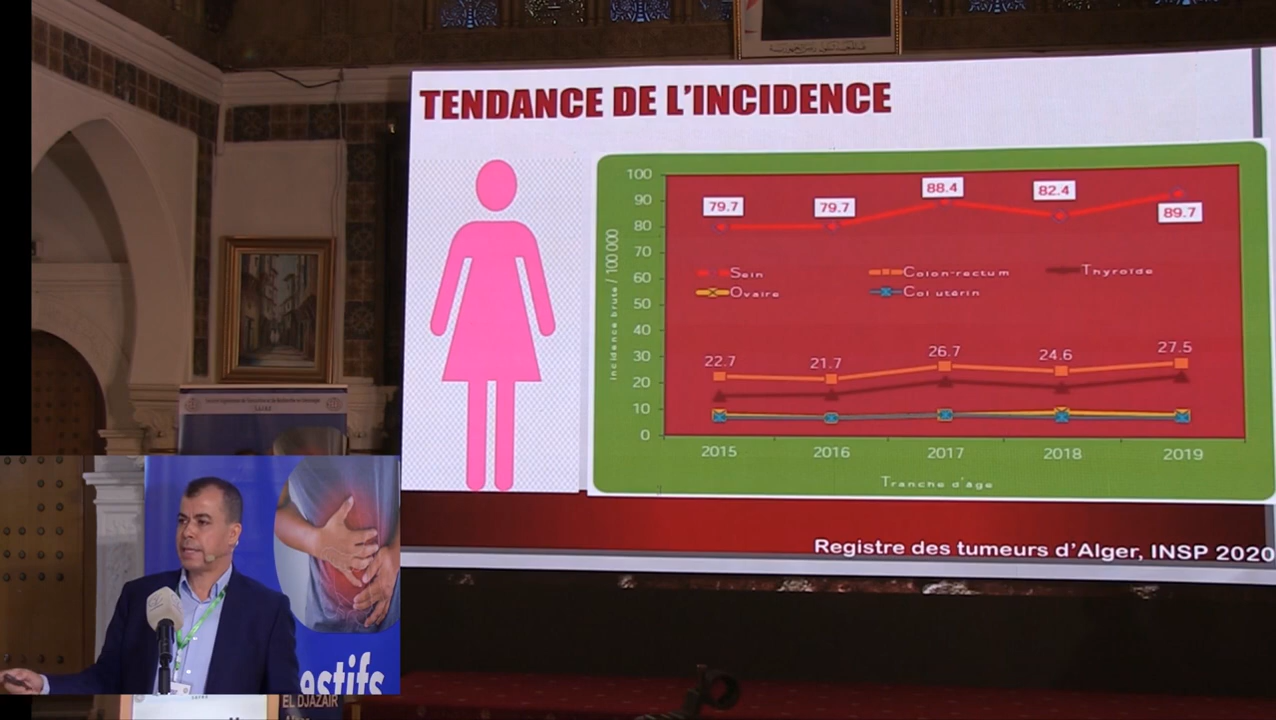 TENDANCE DE L'INCIDENCE
100
90
80
70
60
50
40
30
20
10
0
incidence brute / 100 000
79.7
79.7
88.4
82.4
89.7
Sein
Colon-rectum
Thyroïde
Ovaire
Col utérin
22.7
21.7
26.7
24.6
27.5
2015
2016
2017
2018
2019
Tranche d'âge
Registre des tumeurs d'Alger, INSP 2020
estifs
EL DJAZAIR